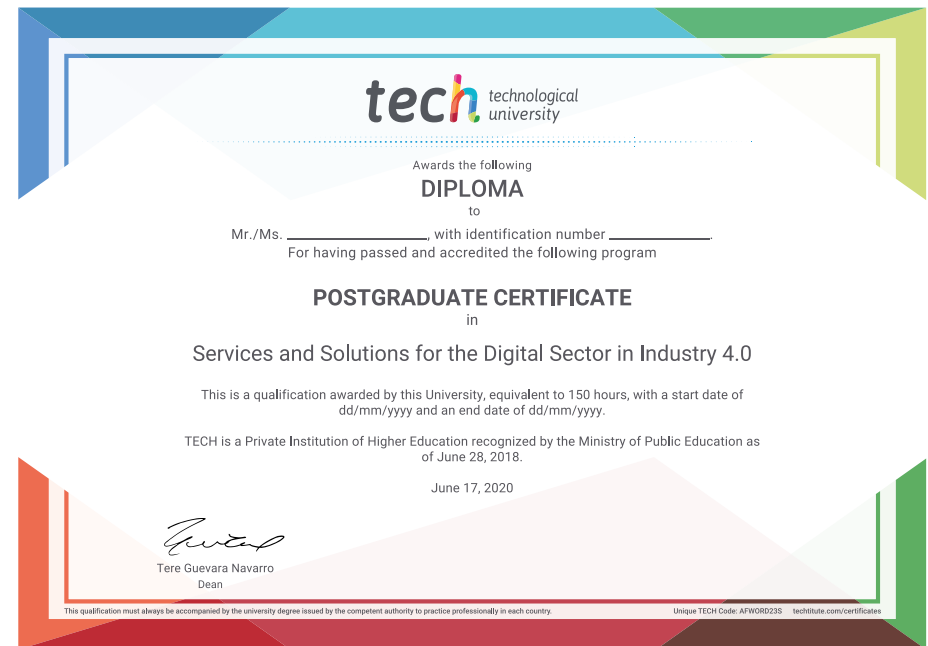 tech technological
university
Awards the following
DIPLOMA
to
Mr./Ms. ____________________, with identification number ______________.
For having passed and accredited the following program
POSTGRADUATE CERTIFICATE
in
Services and Solutions for the Digital Sector in Industry 4.0
This is a qualification awarded by this University, equivalent to 150 hours, with a start date of
dd/mm/yyyy and an end date of dd/mm/yyyy.
TECH is a Private Institution of Higher Education recognized by the Ministry of Public Education as
of June 28, 2018.
June 17, 2020
Tere Guevara Navarro
Dean
This qualification must always be accompanied by the university degree issued by the competent authority to practice professionally in each country.
Unique TECH Code: AFWORD23S techtitute.com/certificates